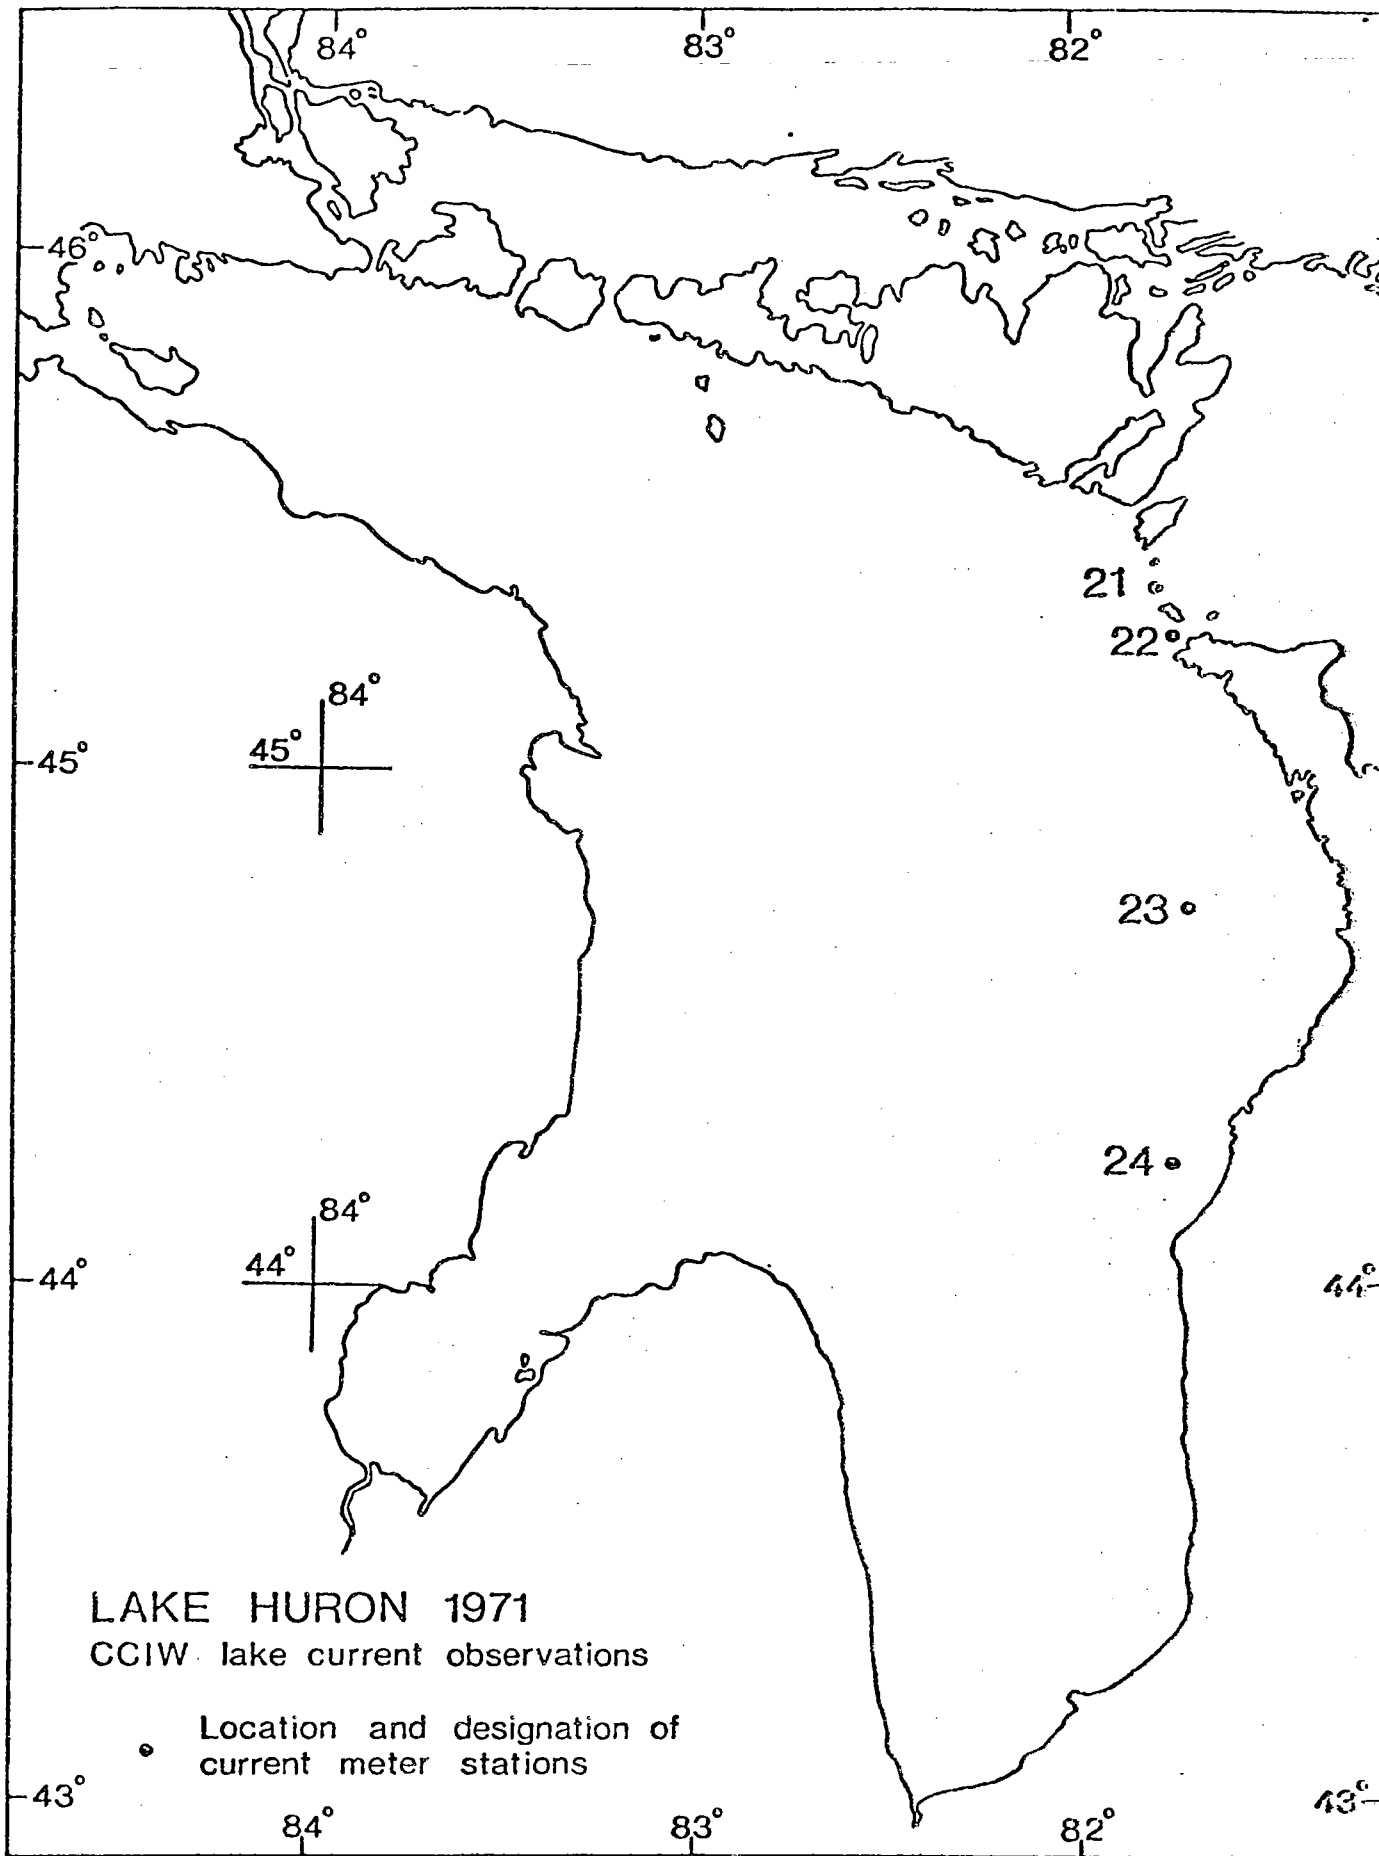 84° 83° 82°
46°
21
22
84°
45°
45°
23
24
84°
44°
44° 44°
LAKE HURON 1971
CCIW lake current observations
Location and designation of
current meter stations
43° 43°
84° 83° 82°